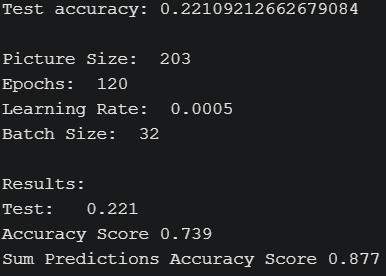 Test accuracy: 0.22109212662679084
Picture Size:  203
Epochs:  120
Learning Rate:  0.0005
Batch Size:  32
Results:
Test:   0.221
Accuracy Score 0.739
Sum Predictions Accuracy Score 0.877